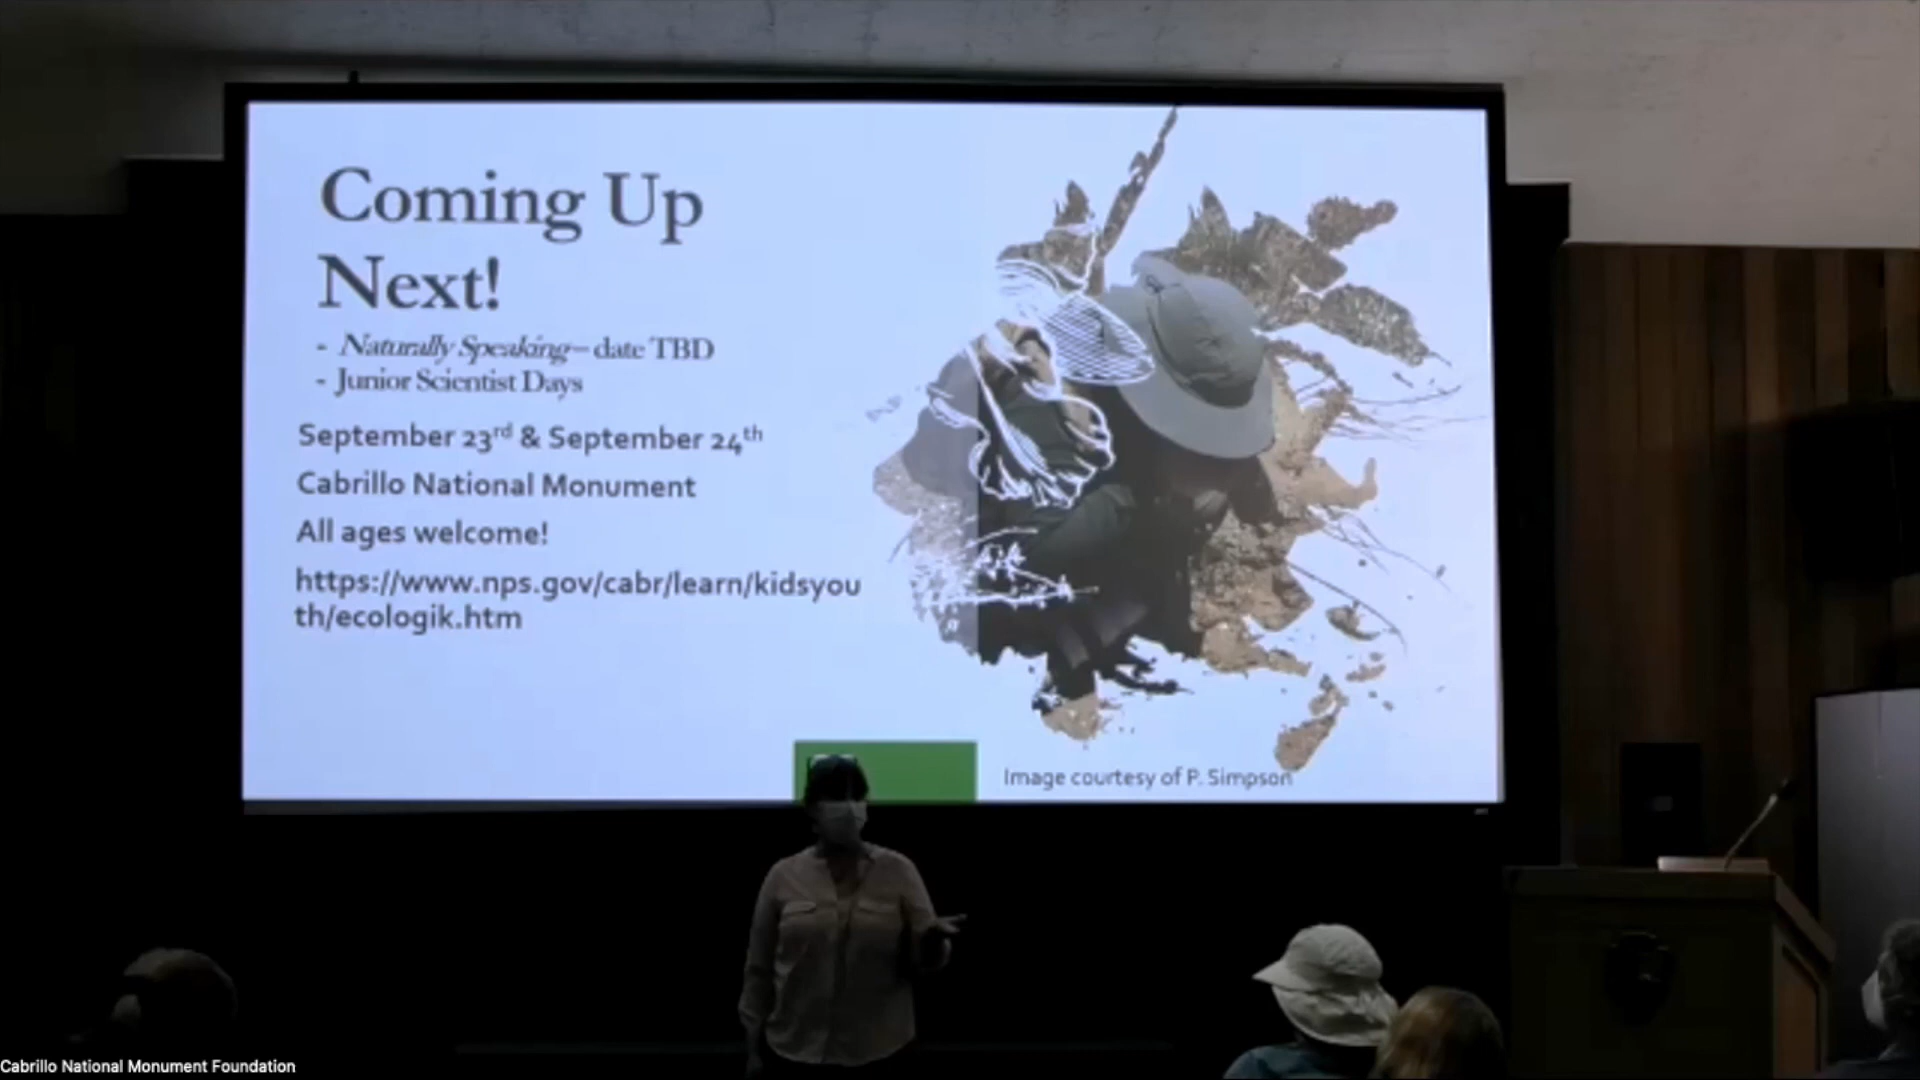 Coming Up
Next!
- Naturally Speaking– date TBD
- Junior Scientist Days
September 23rd & September 24th
Cabrillo National Monument
All ages welcome!
https://www.nps.gov/cabr/learn/kidsyou
th/ecologik.htm
Image courtesy of P. Simpson
Cabrillo National Monument Foundation